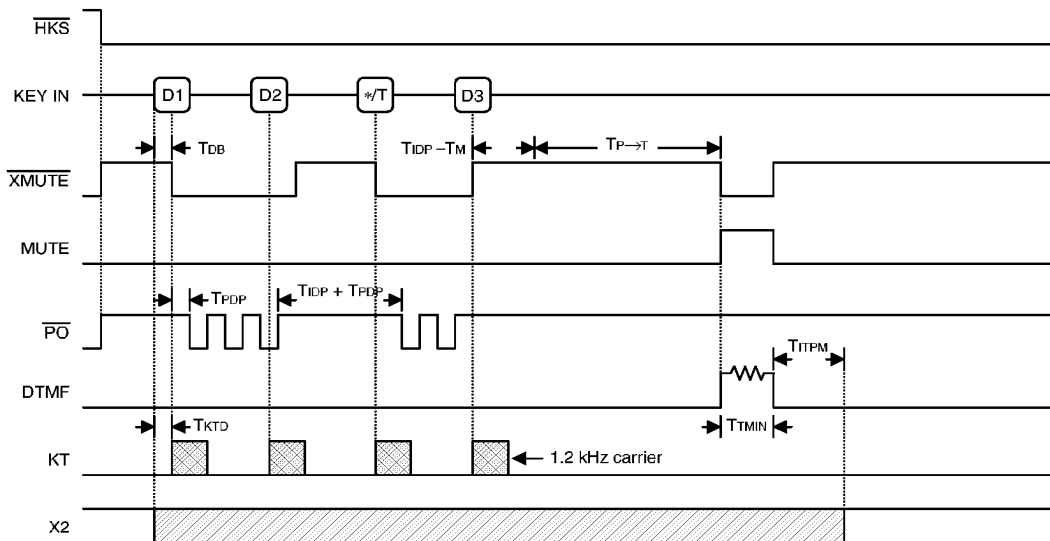 HKS
KEY IN
D1 D2 */T D3
TDB TIDP –TM TP→T
XMUTE
MUTE
TPDP TIDP + TPDP
PO
TITPM
DTMF
TKTD TTMIN
KT 1.2 kHz carrier
X2